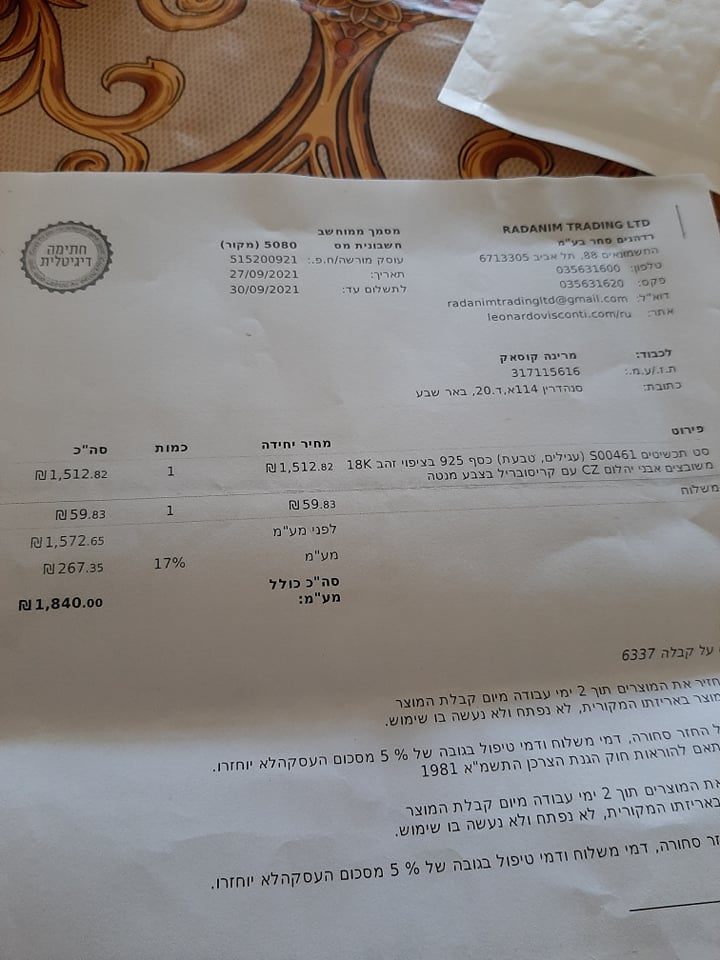 RADANIM TRADING LTD
רדהנים סחר בע"מ
החשמונאים 88, תל אביב 6713305
טלפון: 035631600
פקס: 035631620
דוא"ל: radanimtradingltd@gmail.com
אתר: leonardovisconti.com/ru
מסמך ממוחשב
חשבונית מס 5080 (מקור)
עוסק מורשה/ח.פ.: 515200921
תאריך: 27/09/2021
לתשלום עד: 30/09/2021
חתימה
דיגיטלית
לכבוד: מרינה קוסאק
ת.ז./ע.מ.: 317115616
כתובת: סנהדרין 114א,ד.20, באר שבע
פירוט מחיר יחידה כמות סה"כ
סט תכשיטים S00461 (עגילים, טבעת) כסף 925 בציפוי זהב 18K ₪1,512.82 1 ₪1,512.82
משובצים אבני יהלום CZ עם קריסובריל בצבע מנטה
משלוח ₪59.83 1 ₪59.83
לפני מע"מ ₪1,572.65
מע"מ 17% ₪267.35
סה"כ כולל
מע"מ: ₪1,840.00
על קבלה 6337
את המוצרים תוך 2 ימי עבודה מיום קבלת המוצר
באריזתו המקורית, לא נפתח ולא נעשה בו שימוש.
החזר סחורה, דמי משלוח ודמי טיפול בגובה של % 5 מסכום העסקהלא יוחזרו.
להוראות חוק הגנת הצרכן התשמ"א 1981
את המוצרים תוך 2 ימי עבודה מיום קבלת המוצר
באריזתו המקורית, לא נפתח ולא נעשה בו שימוש.
סחורה, דמי משלוח ודמי טיפול בגובה של % 5 מסכום העסקהלא יוחזרו.